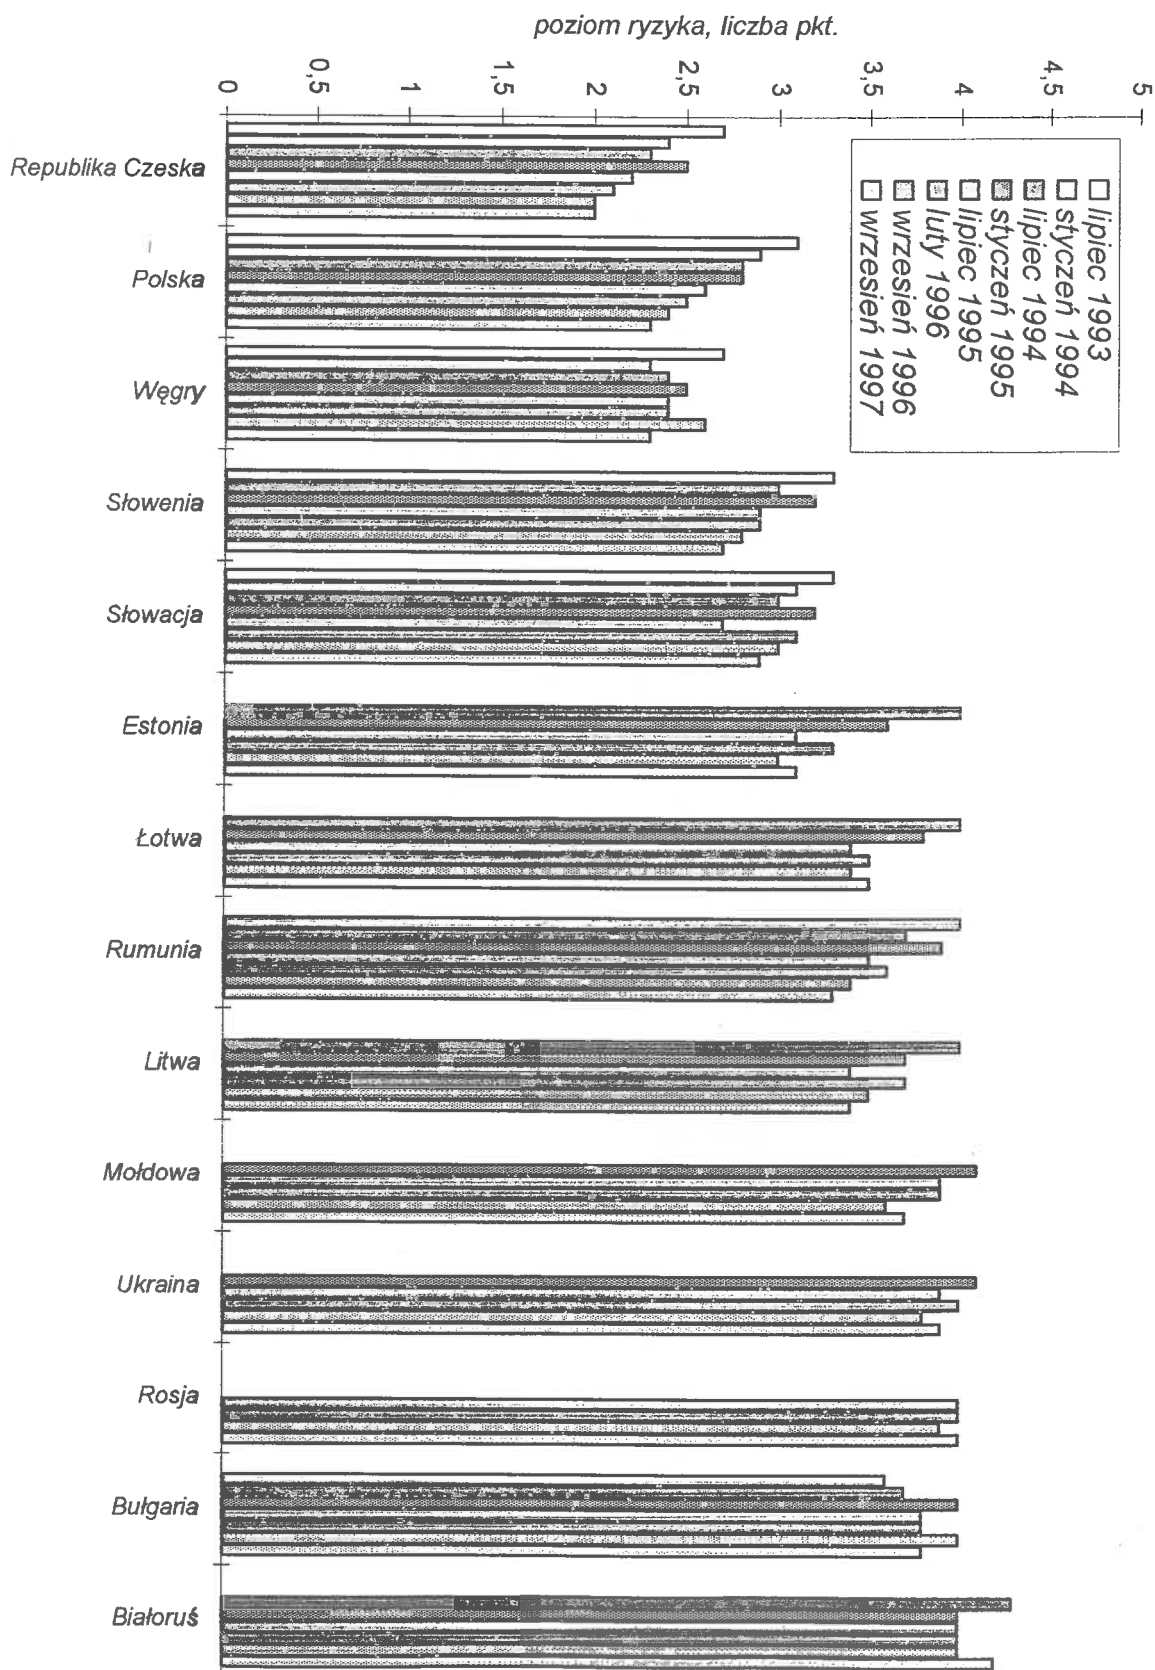 poziom ryzyka, liczba pkt.
0
0,5
1
1,5
2
2,5
3
3,5
4
4,5
5
lipiec 1993
styczeń 1994
lipiec 1994
styczeń 1995
lipiec 1995
luty 1996
wrzesień 1996
wrzesień 1997
Republika Czeska
Polska
Węgry
Słowenia
Słowacja
Estonia
Łotwa
Rumunia
Litwa
Mołdowa
Ukraina
Rosja
Bułgaria
Białoruś